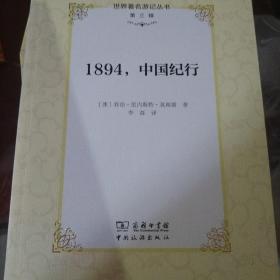 世界著名游记丛书
第三辑
1894，中国纪行
［澳］乔治·厄内斯特·莫理循 著
李磊 译
商务印书馆
中国旅游出版社